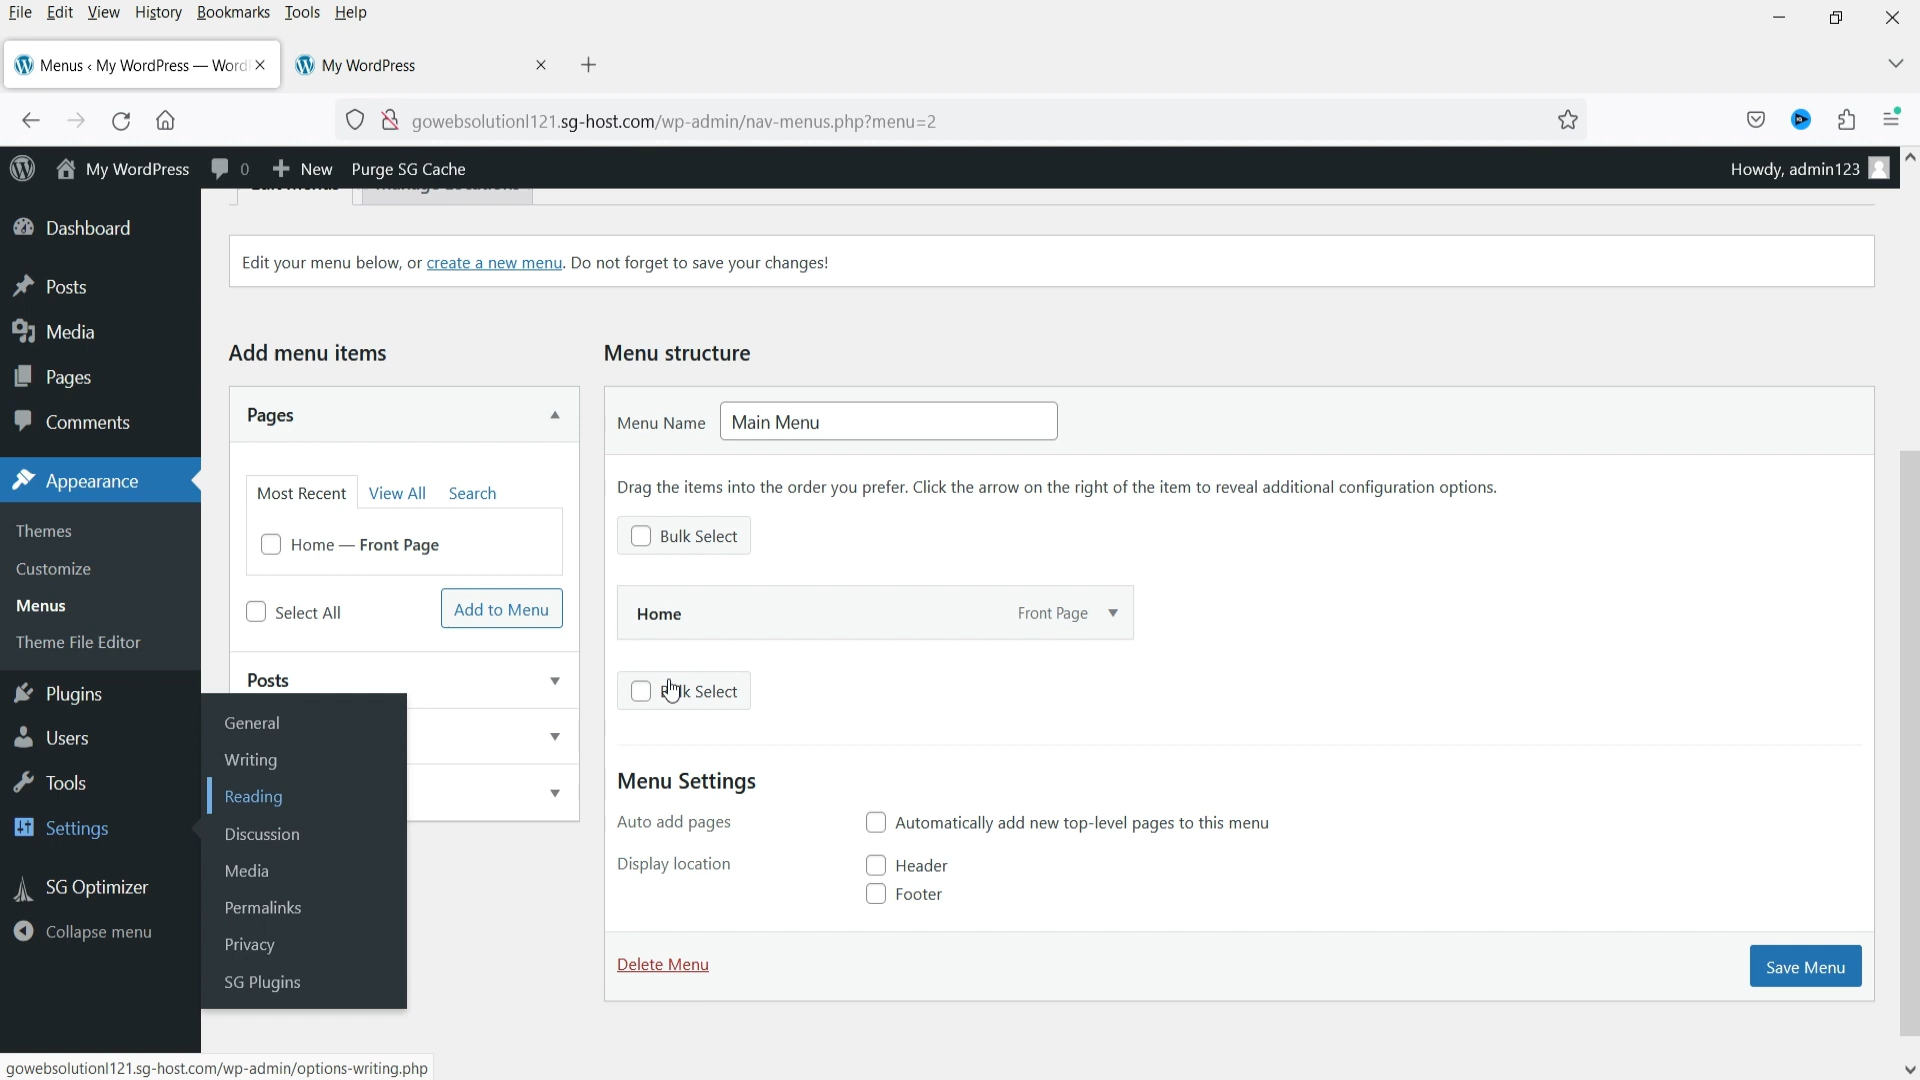 File Edit View History Bookmarks Tools Help
Menus ‹ My WordPress — Word
My WordPress
gowebsolutionl121.sg-host.com/wp-admin/nav-menus.php?menu=2
My WordPress 0 New Purge SG Cache Howdy, admin123
Dashboard
Posts
Media
Pages
Comments
Appearance
Themes
Customize
Menus
Theme File Editor
Plugins
Users
Tools
Settings
SG Optimizer
Collapse menu
General
Writing
Reading
Discussion
Media
Permalinks
Privacy
SG Plugins
Edit your menu below, or create a new menu. Do not forget to save your changes!
Add menu items
Pages
Most Recent View All Search
Home — Front Page
Select All Add to Menu
Posts
Menu structure
Menu Name Main Menu
Drag the items into the order you prefer. Click the arrow on the right of the item to reveal additional configuration options.
Bulk Select
Home Front Page
Bulk Select
Menu Settings
Auto add pages Automatically add new top-level pages to this menu
Display location Header
Footer
Delete Menu Save Menu
gowebsolutionl121.sg-host.com/wp-admin/options-writing.php